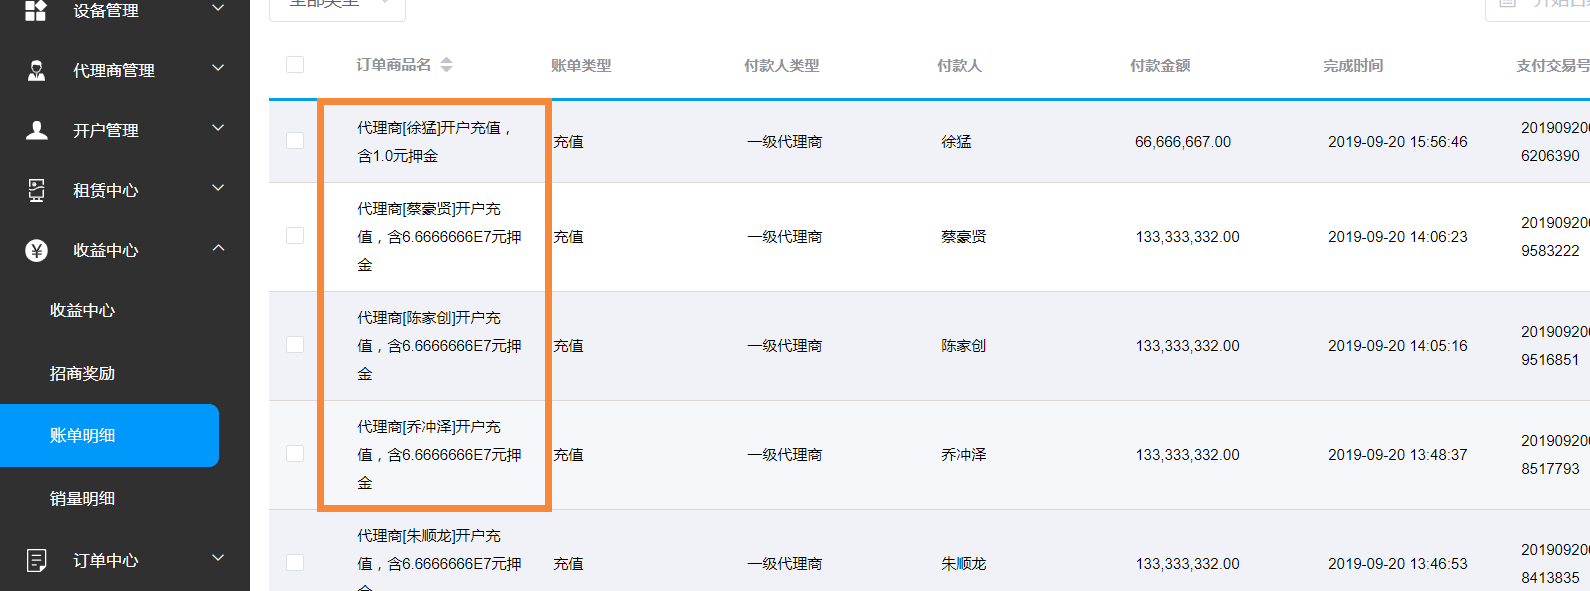 设备管理
代理商管理
开户管理
租赁中心
收益中心
收益中心
招商奖励
账单明细
销量明细
订单中心
全部类型
订单商品名 账单类型 付款人类型 付款人 付款金额 完成时间 支付交易号
代理商[徐猛]开户充值，
含1.0元押金
充值 一级代理商 徐猛 66,666,667.00 2019-09-20 15:56:46
6206390
代理商[蔡豪贤]开户充
值，含6.6666666E7元押
金
充值 一级代理商 蔡豪贤 133,333,332.00 2019-09-20 14:06:23
9583222
代理商[陈家创]开户充
值，含6.6666666E7元押
金
充值 一级代理商 陈家创 133,333,332.00 2019-09-20 14:05:16
9516851
代理商[乔冲泽]开户充
值，含6.6666666E7元押
金
充值 一级代理商 乔冲泽 133,333,332.00 2019-09-20 13:48:37
8517793
代理商[朱顺龙]开户充
值，含6.6666666E7元押
充值 一级代理商 朱顺龙 133,333,332.00 2019-09-20 13:46:53
8413835